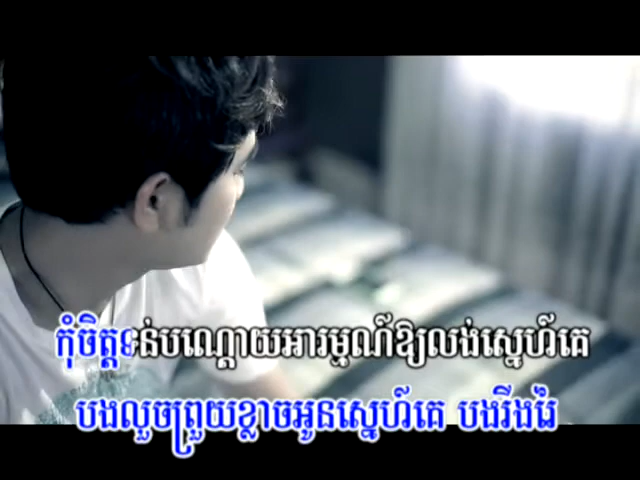 កុំចិត្តទន់បណ្ដោយអារម្មណ៍ឱ្យលង់ស្នេហ៍គេ
បងលួចព្រួយខ្លាចអូនស្នេហ៍គេ បងរីងរៃ